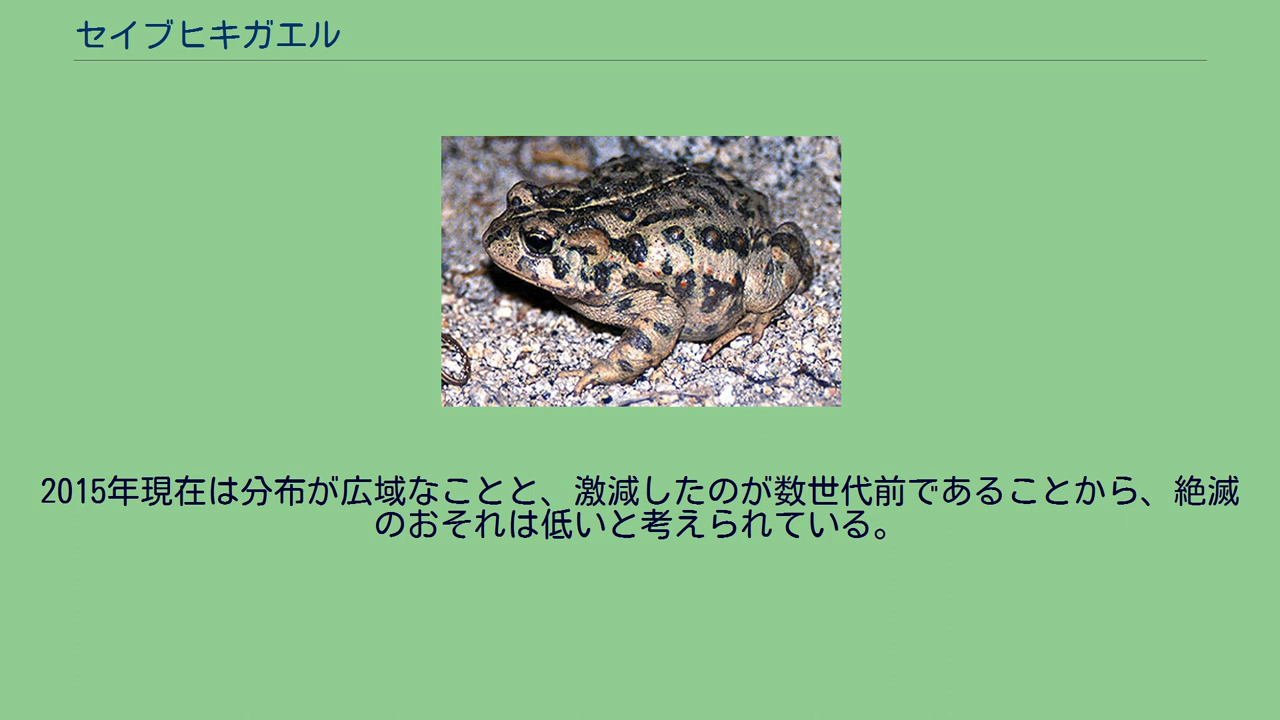 セイブヒキガエル
2015年現在は分布が広域なことと、激減したのが数世代前であることから、絶滅
のおそれは低いと考えられている。